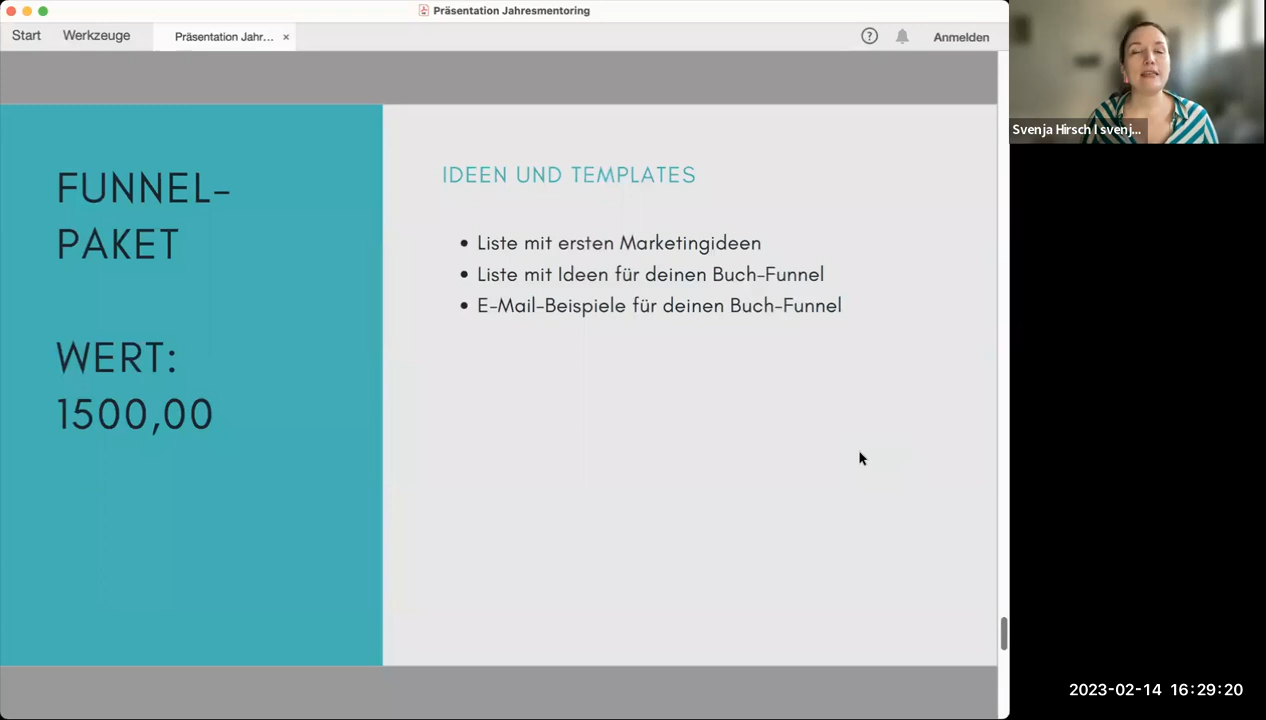 Präsentation Jahresmentoring
Start
Werkzeuge
Präsentation Jahr...
Anmelden
FUNNEL-
PAKET
WERT:
1500,00
IDEEN UND TEMPLATES
• Liste mit ersten Marketingideen
• Liste mit Ideen für deinen Buch-Funnel
• E-Mail-Beispiele für deinen Buch-Funnel
Svenja Hirsch I svenj...
2023-02-14 16:29:20